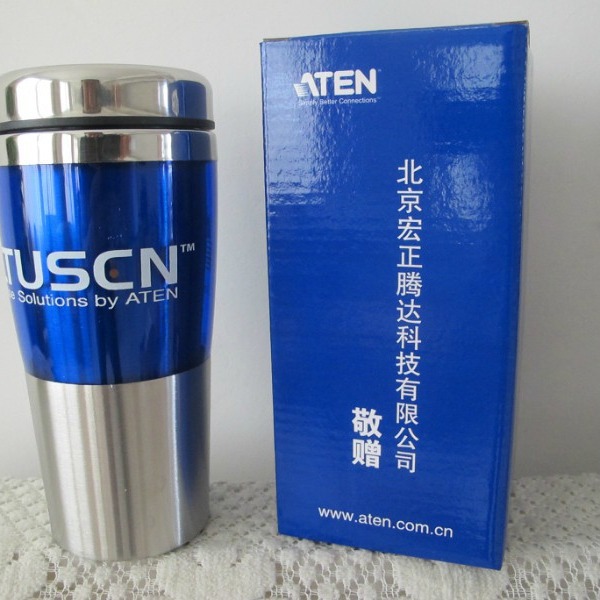 TUSCN™
Solutions by ATEN
ATEN
Simply Better Connections
北京宏正腾达科技有限公司
敬赠
www.aten.com.cn